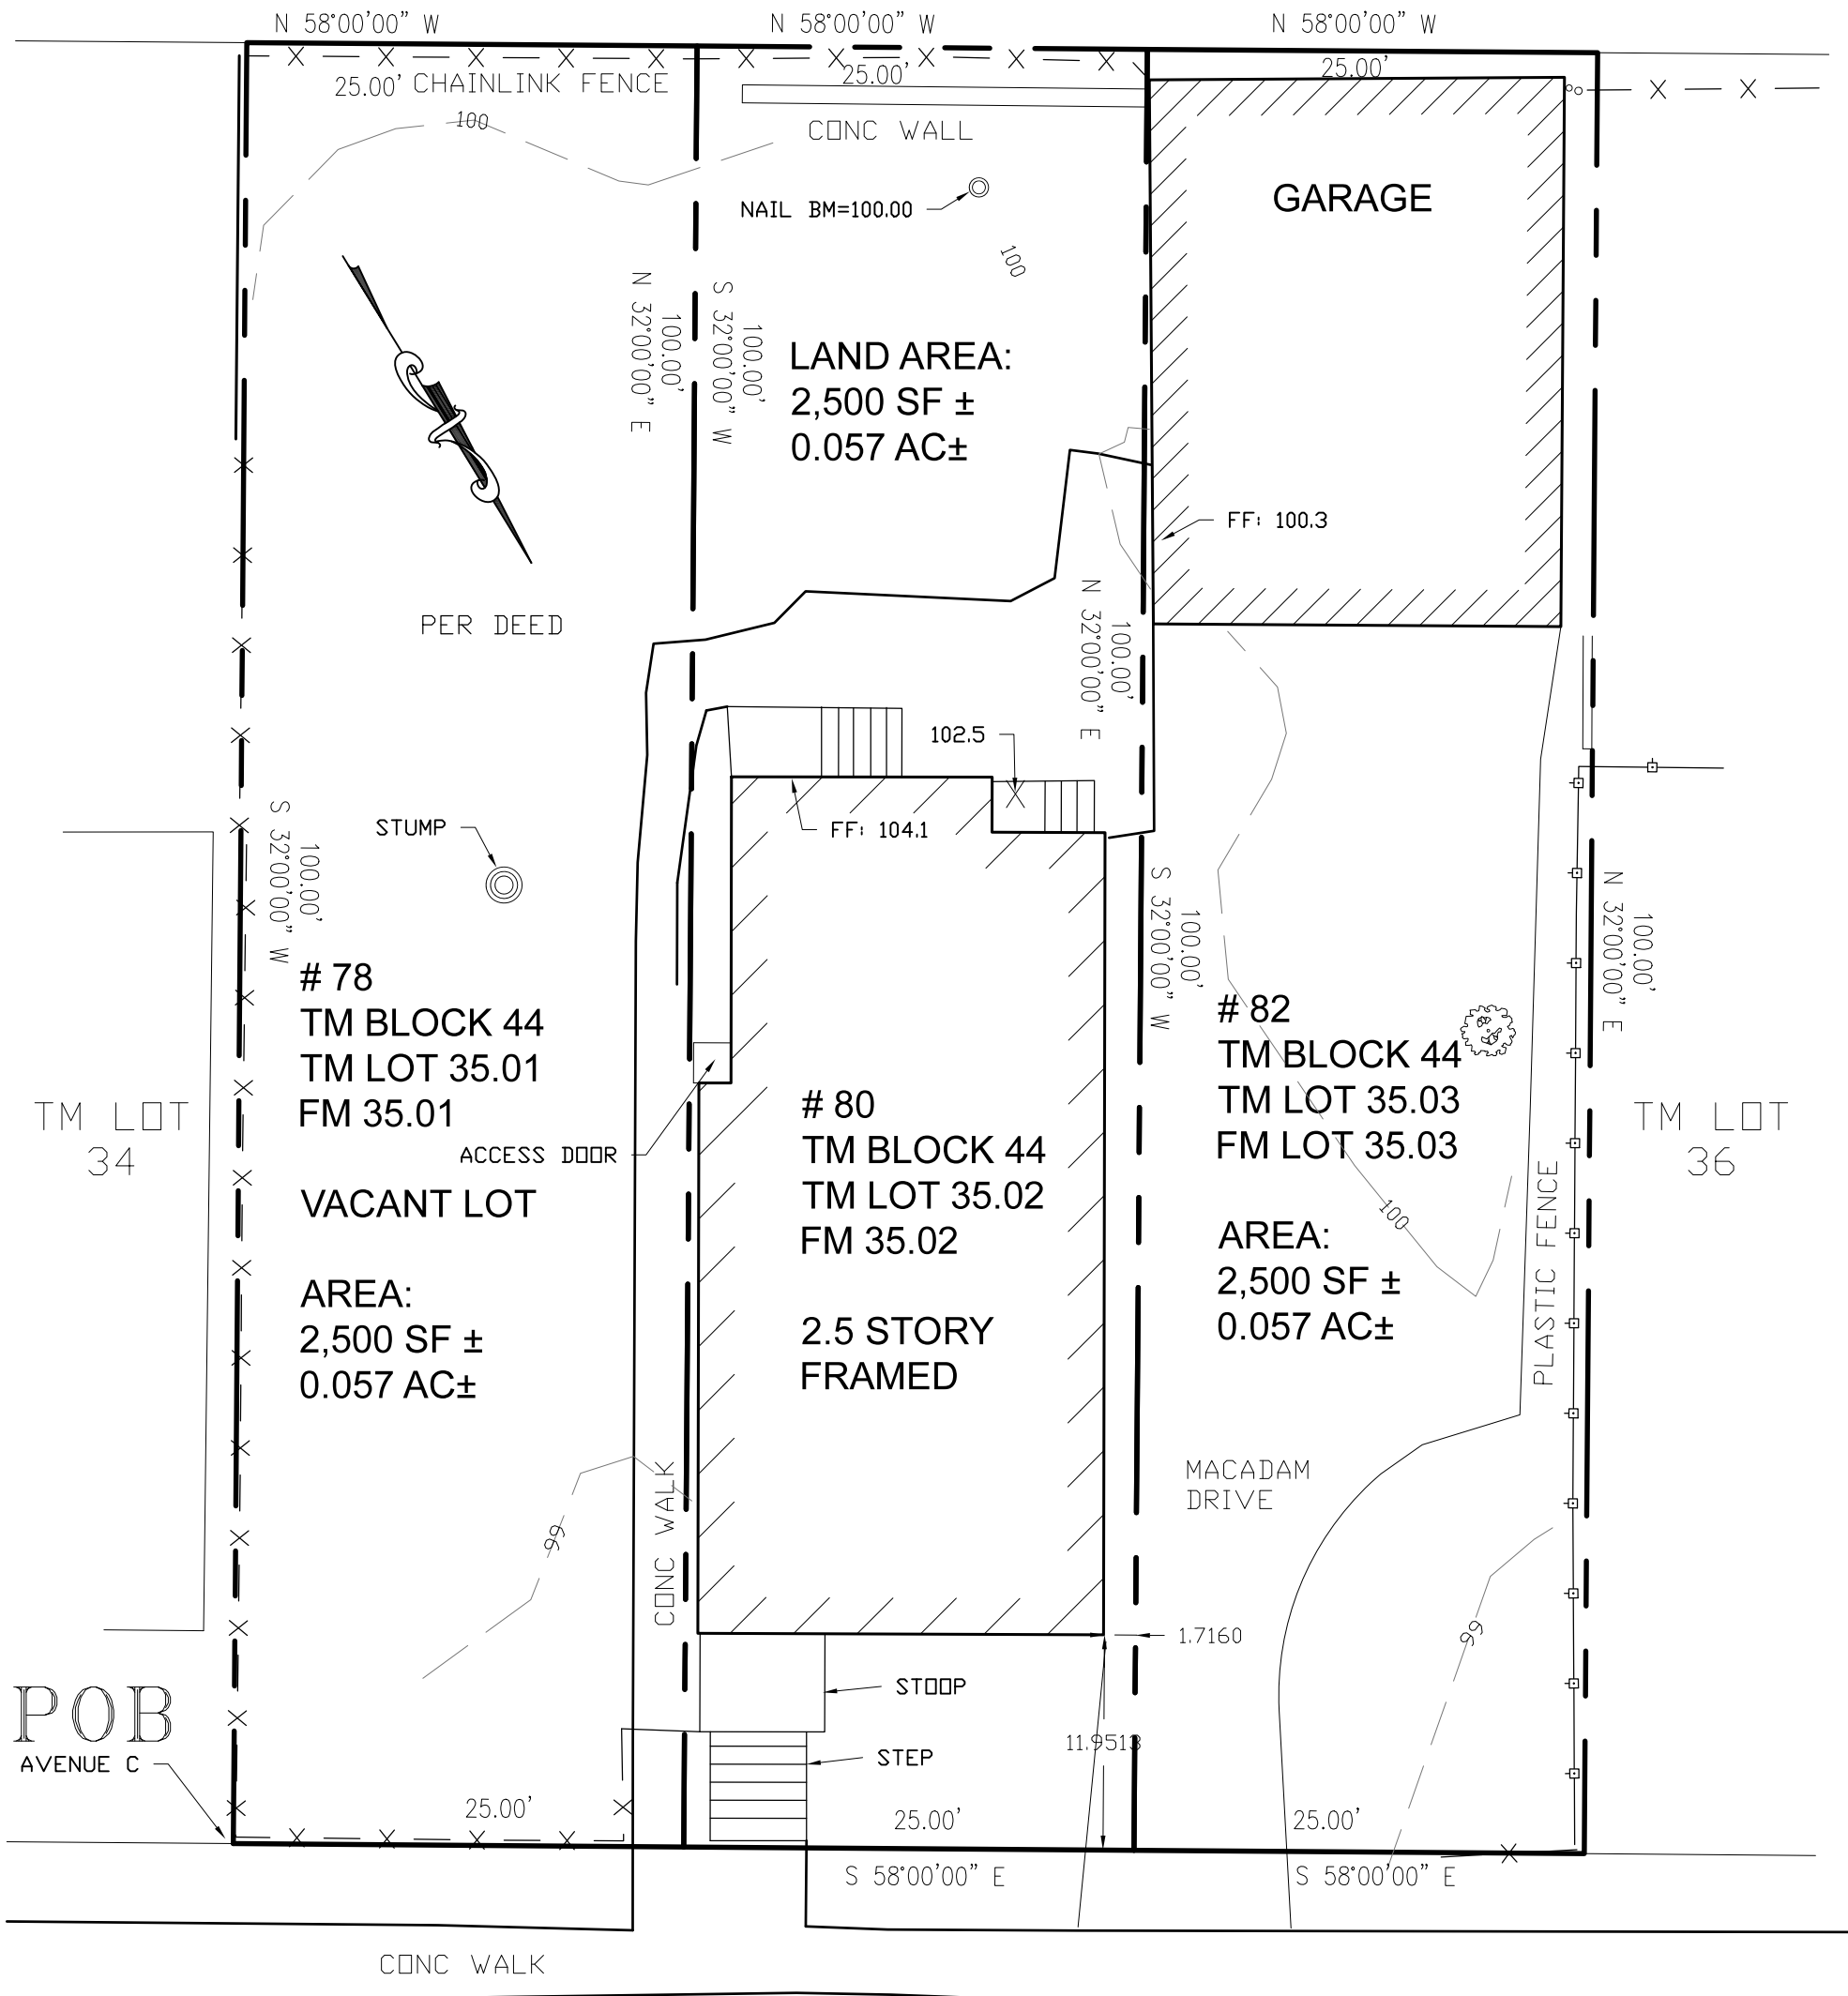 N 58°00'00" W
N 58°00'00" W
N 58°00'00" W
25.00'
CHAINLINK FENCE
25.00'
25.00'
100
CONC WALL
NAIL BM=100.00
GARAGE
100
N 32°00'00" E
100.00'
S 32°00'00" W
100.00'
LAND AREA:
2,500 SF ±
0.057 AC±
FF: 100.3
PER DEED
N 32°00'00" E
100.00'
102.5
FF: 104.1
STUMP
S 32°00'00" W
100.00'
S 32°00'00" W
100.00'
N 32°00'00" E
100.00'
# 78
TM BLOCK 44
TM LOT 35.01
FM 35.01
VACANT LOT
AREA:
2,500 SF ±
0.057 AC±
TM LOT
34
ACCESS DOOR
# 80
TM BLOCK 44
TM LOT 35.02
FM 35.02
2.5 STORY
FRAMED
# 82
TM BLOCK 44
TM LOT 35.03
FM LOT 35.03
AREA:
2,500 SF ±
0.057 AC±
100
TM LOT
36
PLASTIC FENCE
MACADAM
DRIVE
CONC WALK
99
99
1.7160
STOOP
POB
AVENUE C
STEP
11.9513
25.00'
25.00'
25.00'
S 58°00'00" E
S 58°00'00" E
CONC WALK